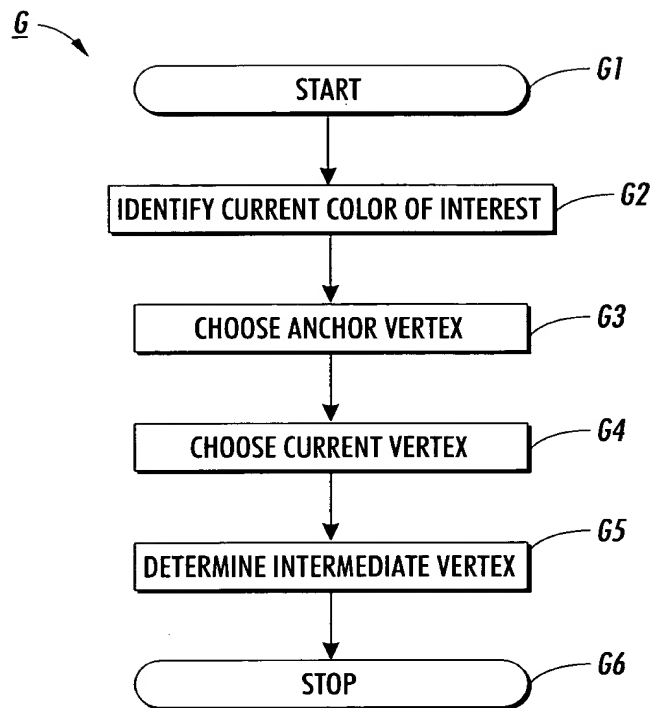 G
START
G1
IDENTIFY CURRENT COLOR OF INTEREST
G2
CHOOSE ANCHOR VERTEX
G3
CHOOSE CURRENT VERTEX
G4
DETERMINE INTERMEDIATE VERTEX
G5
STOP
G6